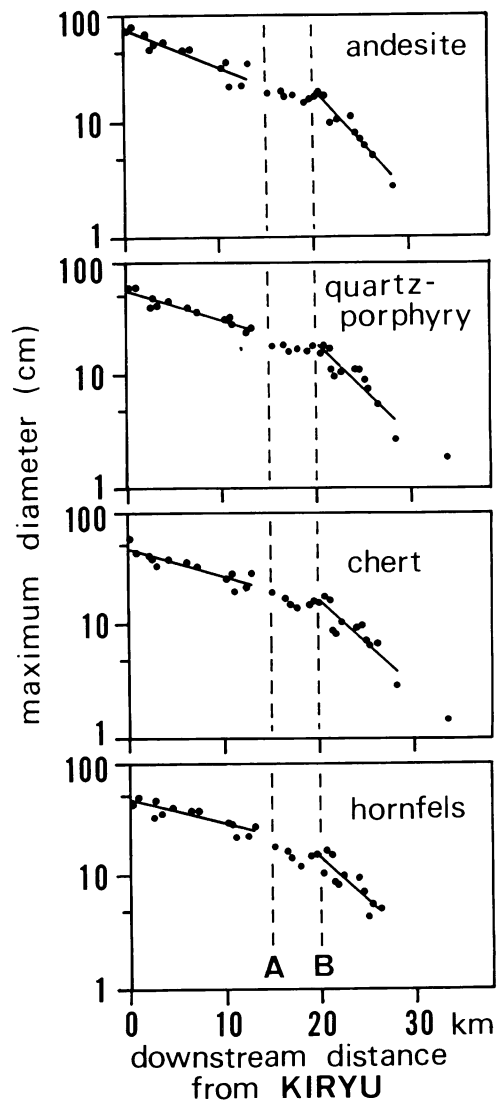 100
andesite
10
1
100
quartz-
porphyry
10
1
100
chert
10
1
100
hornfels
10
A B
1
0 10 20 30 km
maximum diameter (cm)
downstream distance
from KIRYU